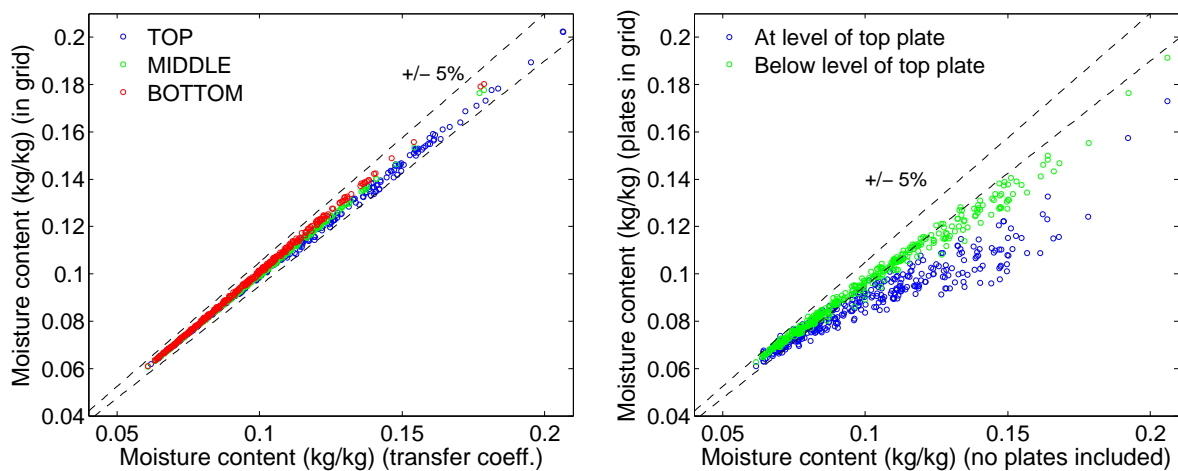 Moisture content (kg/kg) (in grid)
0.2
0.18
0.16
0.14
0.12
0.1
0.08
0.06
0.04
TOP
MIDDLE
BOTTOM
+/− 5%
0.05 0.1 0.15 0.2
Moisture content (kg/kg) (transfer coeff.)
Moisture content (kg/kg) (plates in grid)
0.2
0.18
0.16
0.14
0.12
0.1
0.08
0.06
0.04
At level of top plate
Below level of top plate
+/− 5%
0.05 0.1 0.15 0.2
Moisture content (kg/kg) (no plates included)